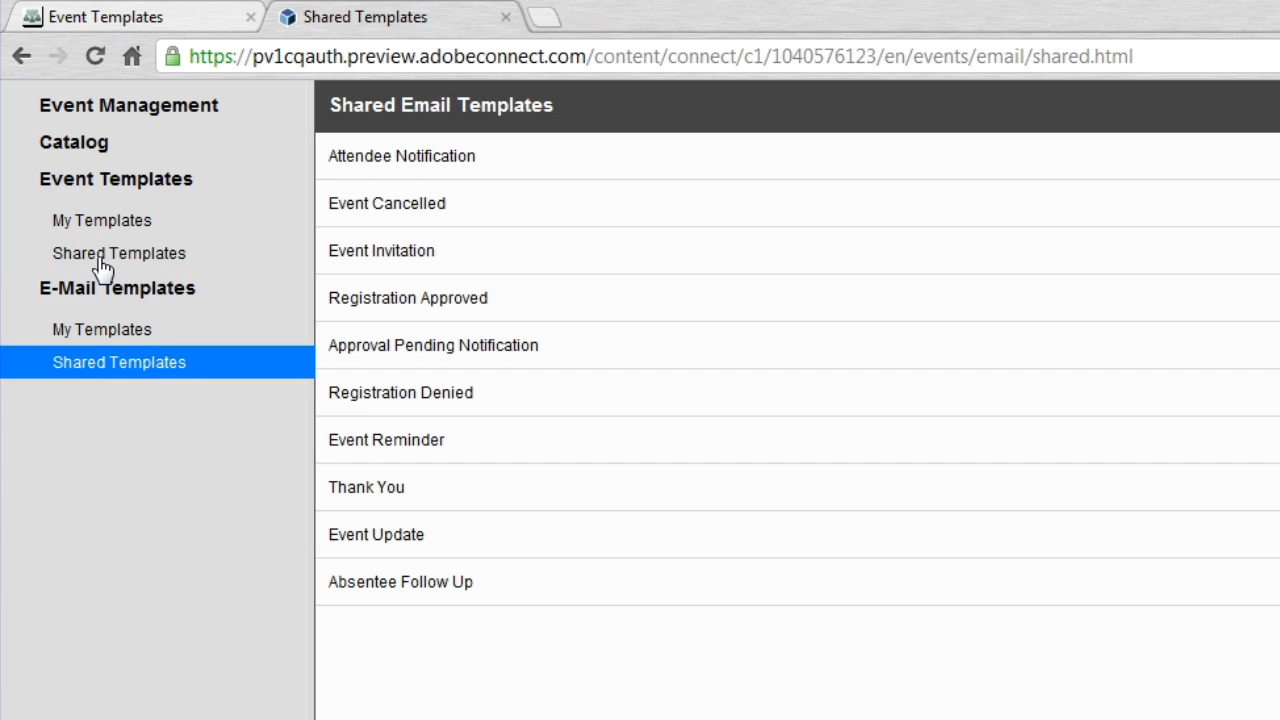 Event Templates
Shared Templates
https://pv1cqauth.preview.adobeconnect.com/content/connect/c1/1040576123/en/events/email/shared.html
Event Management
Catalog
Event Templates
My Templates
Shared Templates
E-Mail Templates
My Templates
Shared Templates
Shared Email Templates
Attendee Notification
Event Cancelled
Event Invitation
Registration Approved
Approval Pending Notification
Registration Denied
Event Reminder
Thank You
Event Update
Absentee Follow Up